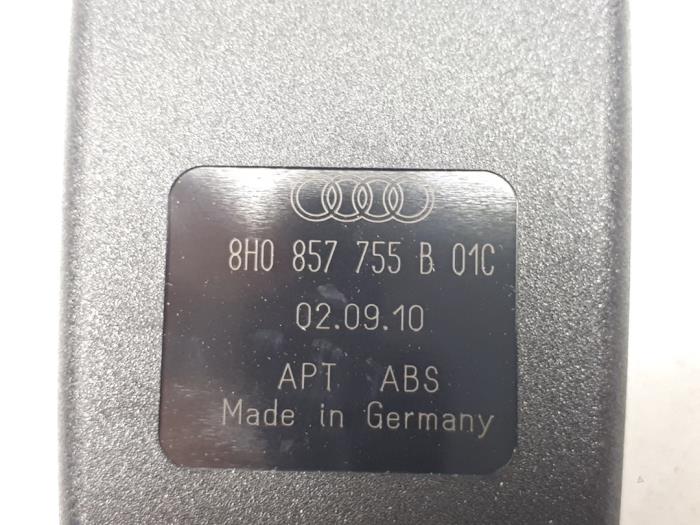 8H0 857 755 B 01C
02.09.10
APT ABS
Made in Germany